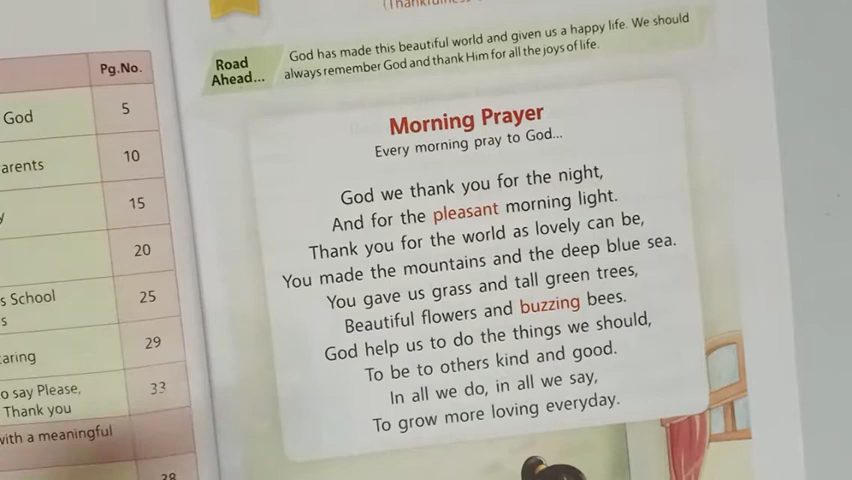 Pg.No.
God
5
arents
10
y
15
20
s School
s
25
caring
29
o say Please,
Thank you
33
with a meaningful
38
(Thankfulness
Road
Ahead...
God has made this beautiful world and given us a happy life. We should
always remember God and thank Him for all the joys of life.
Morning Prayer
Every morning pray to God...
God we thank you for the night,
And for the pleasant morning light.
Thank you for the world as lovely can be,
You made the mountains and the deep blue sea.
You gave us grass and tall green trees,
Beautiful flowers and buzzing bees.
God help us to do the things we should,
To be to others kind and good.
In all we do, in all we say,
To grow more loving everyday.